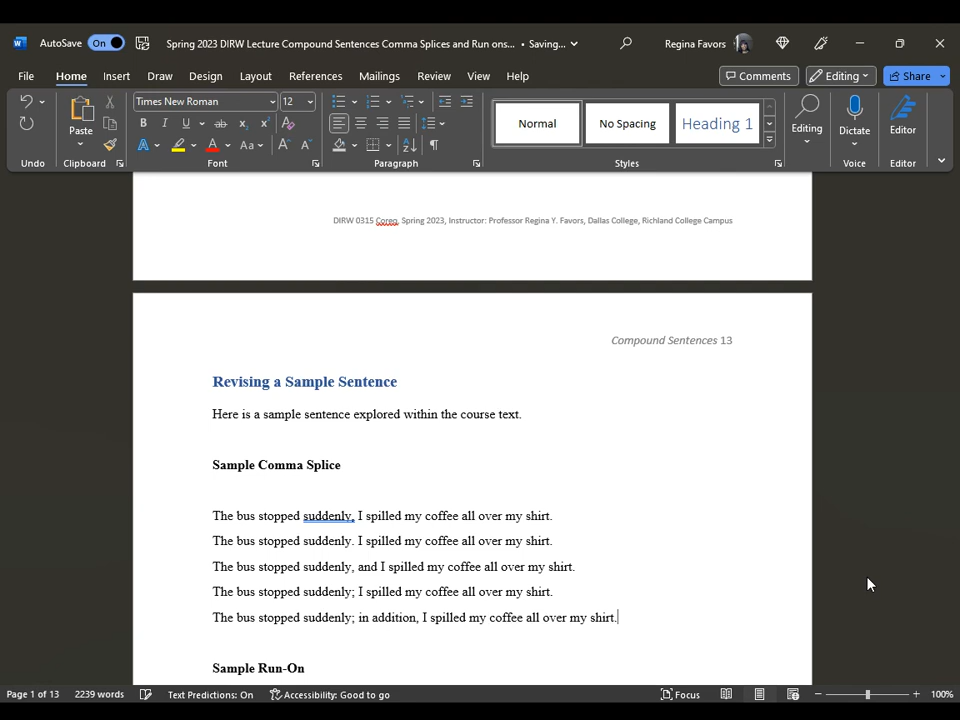 AutoSave On Spring 2023 DIRW Lecture Compound Sentences Comma Splices and Run ons... • Saving... Regina Favors
File Home Insert Draw Design Layout References Mailings Review View Help Comments Editing Share
Times New Roman 12
Paste
Normal
No Spacing
Heading 1
Editing
Dictate
Editor
Undo Clipboard Font Paragraph Styles Voice Editor
DIRW 0315 Coreq, Spring 2023, Instructor: Professor Regina Y. Favors, Dallas College, Richland College Campus
Compound Sentences 13
Revising a Sample Sentence
Here is a sample sentence explored within the course text.
Sample Comma Splice
The bus stopped suddenly, I spilled my coffee all over my shirt.
The bus stopped suddenly. I spilled my coffee all over my shirt.
The bus stopped suddenly, and I spilled my coffee all over my shirt.
The bus stopped suddenly; I spilled my coffee all over my shirt.
The bus stopped suddenly; in addition, I spilled my coffee all over my shirt.
Sample Run-On
Page 1 of 13 2239 words Text Predictions: On Accessibility: Good to go Focus 100%